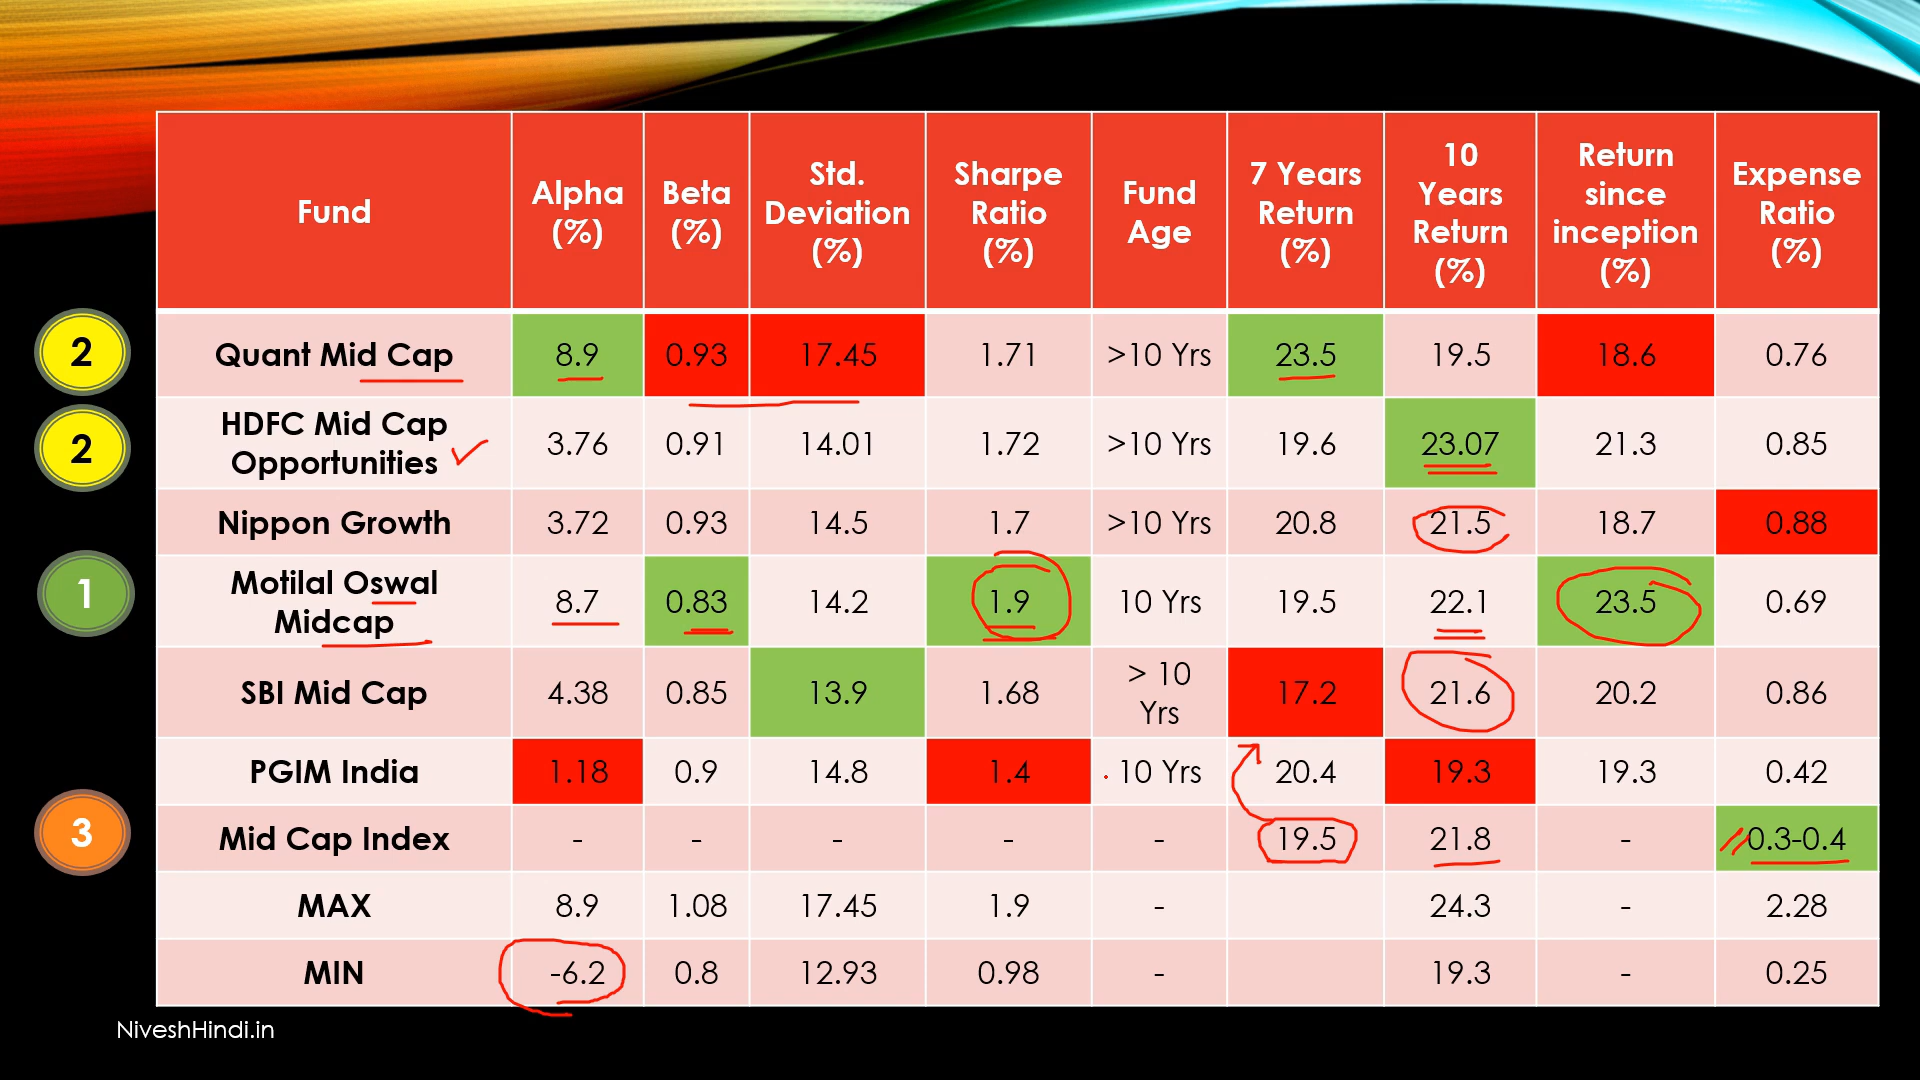 Fund Alpha (%) Beta (%) Std. Deviation (%) Sharpe Ratio (%) Fund Age 7 Years Return (%) 10 Years Return (%) Return since inception (%) Expense Ratio (%)
2 Quant Mid Cap 8.9 0.93 17.45 1.71 >10 Yrs 23.5 19.5 18.6 0.76
2 HDFC Mid Cap Opportunities 3.76 0.91 14.01 1.72 >10 Yrs 19.6 23.07 21.3 0.85
Nippon Growth 3.72 0.93 14.5 1.7 >10 Yrs 20.8 21.5 18.7 0.88
1 Motilal Oswal Midcap 8.7 0.83 14.2 1.9 10 Yrs 19.5 22.1 23.5 0.69
SBI Mid Cap 4.38 0.85 13.9 1.68 > 10 Yrs 17.2 21.6 20.2 0.86
PGIM India 1.18 0.9 14.8 1.4 10 Yrs 20.4 19.3 19.3 0.42
3 Mid Cap Index - - - - - 19.5 21.8 - 0.3-0.4
MAX 8.9 1.08 17.45 1.9 - 24.3 - 2.28
MIN -6.2 0.8 12.93 0.98 - 19.3 - 0.25
NiveshHindi.in